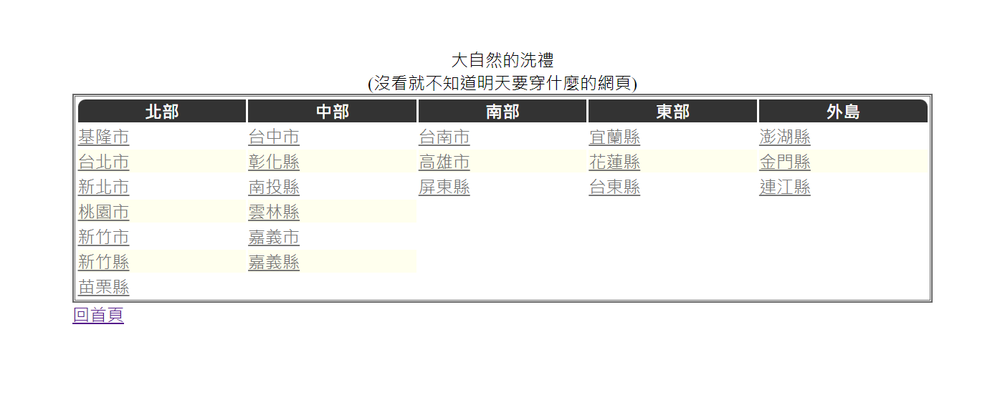 大自然的洗禮
(沒看就不知道明天要穿什麼的網頁)
北部 中部 南部 東部 外島
基隆市 台中市 台南市 宜蘭縣 澎湖縣
台北市 彰化縣 高雄市 花蓮縣 金門縣
新北市 南投縣 屏東縣 台東縣 連江縣
桃園市 雲林縣
新竹市 嘉義市
新竹縣 嘉義縣
苗栗縣
回首頁